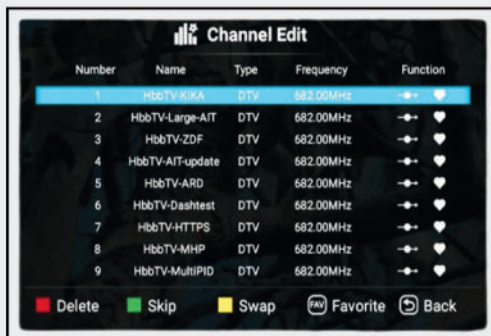 Channel Edit
Number Name Type Frequency Function
1 HbbTV-KiKA DTV 682.00MHz
2 HbbTV-Large-AIT DTV 682.00MHz
3 HbbTV-ZDF DTV 682.00MHz
4 HbbTV-AIT-update DTV 682.00MHz
5 HbbTV-ARD DTV 682.00MHz
6 HbbTV-Dashtest DTV 682.00MHz
7 HbbTV-HTTPS DTV 682.00MHz
8 HbbTV-MHP DTV 682.00MHz
9 HbbTV-MultiPID DTV 682.00MHz
Delete Skip Swap FAV Favorite Back